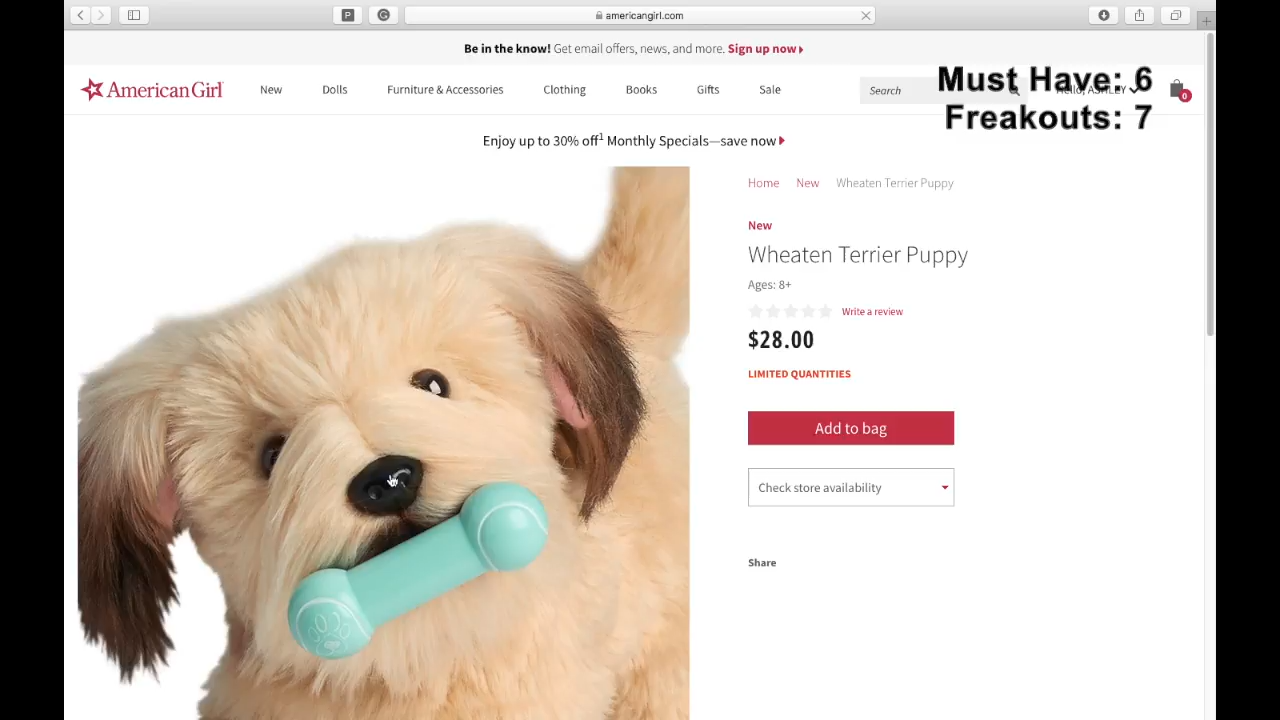 P
G
americangirl.com
Be in the know! Get email offers, news, and more. Sign up now
American Girl
New
Dolls
Furniture & Accessories
Clothing
Books
Gifts
Sale
Search
Hello, ASHLEY
0
Must Have: 6
Freakouts: 7
Enjoy up to 30% off1 Monthly Specials—save now
Home New Wheaten Terrier Puppy
New
Wheaten Terrier Puppy
Ages: 8+
Write a review
$28.00
LIMITED QUANTITIES
Add to bag
Check store availability
Share